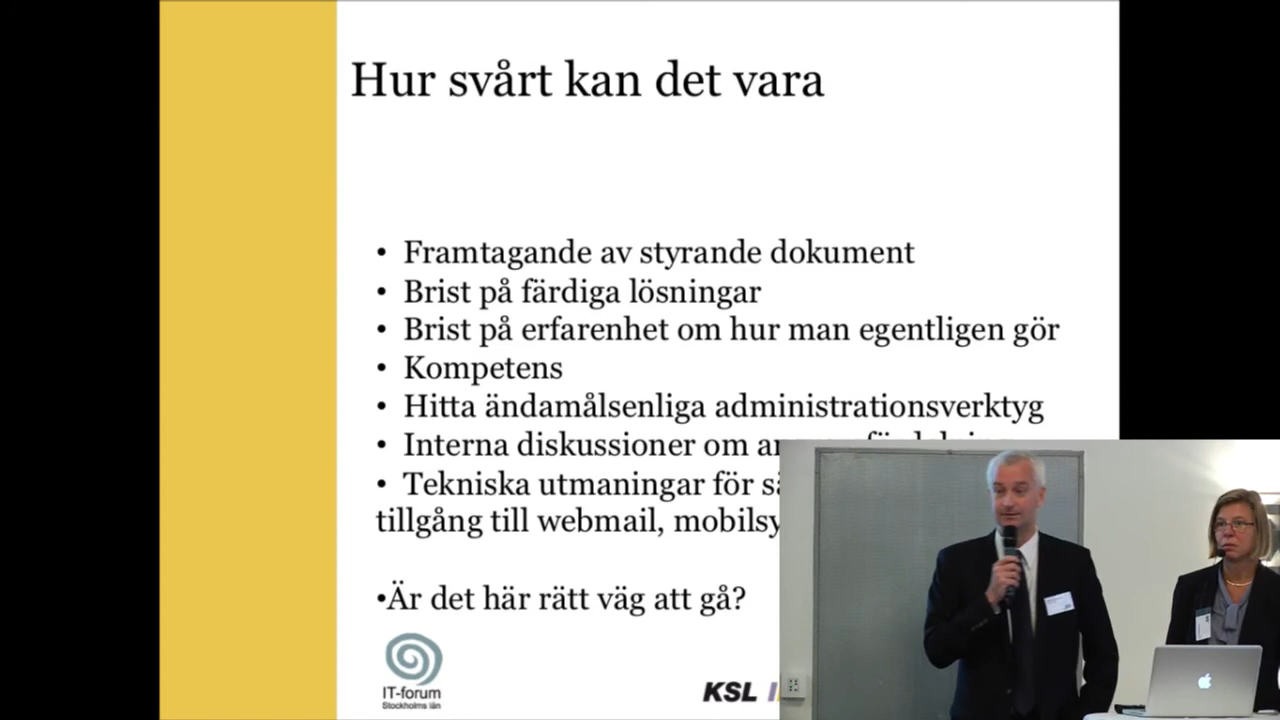 Hur svårt kan det vara
• Framtagande av styrande dokument
• Brist på färdiga lösningar
• Brist på erfarenhet om hur man egentligen gör
• Kompetens
• Hitta ändamålsenliga administrationsverktyg
• Interna diskussioner om
• Tekniska utmaningar för
tillgång till webmail,
•Är det här rätt väg att gå?
IT-forum
Stockholms län
KSL